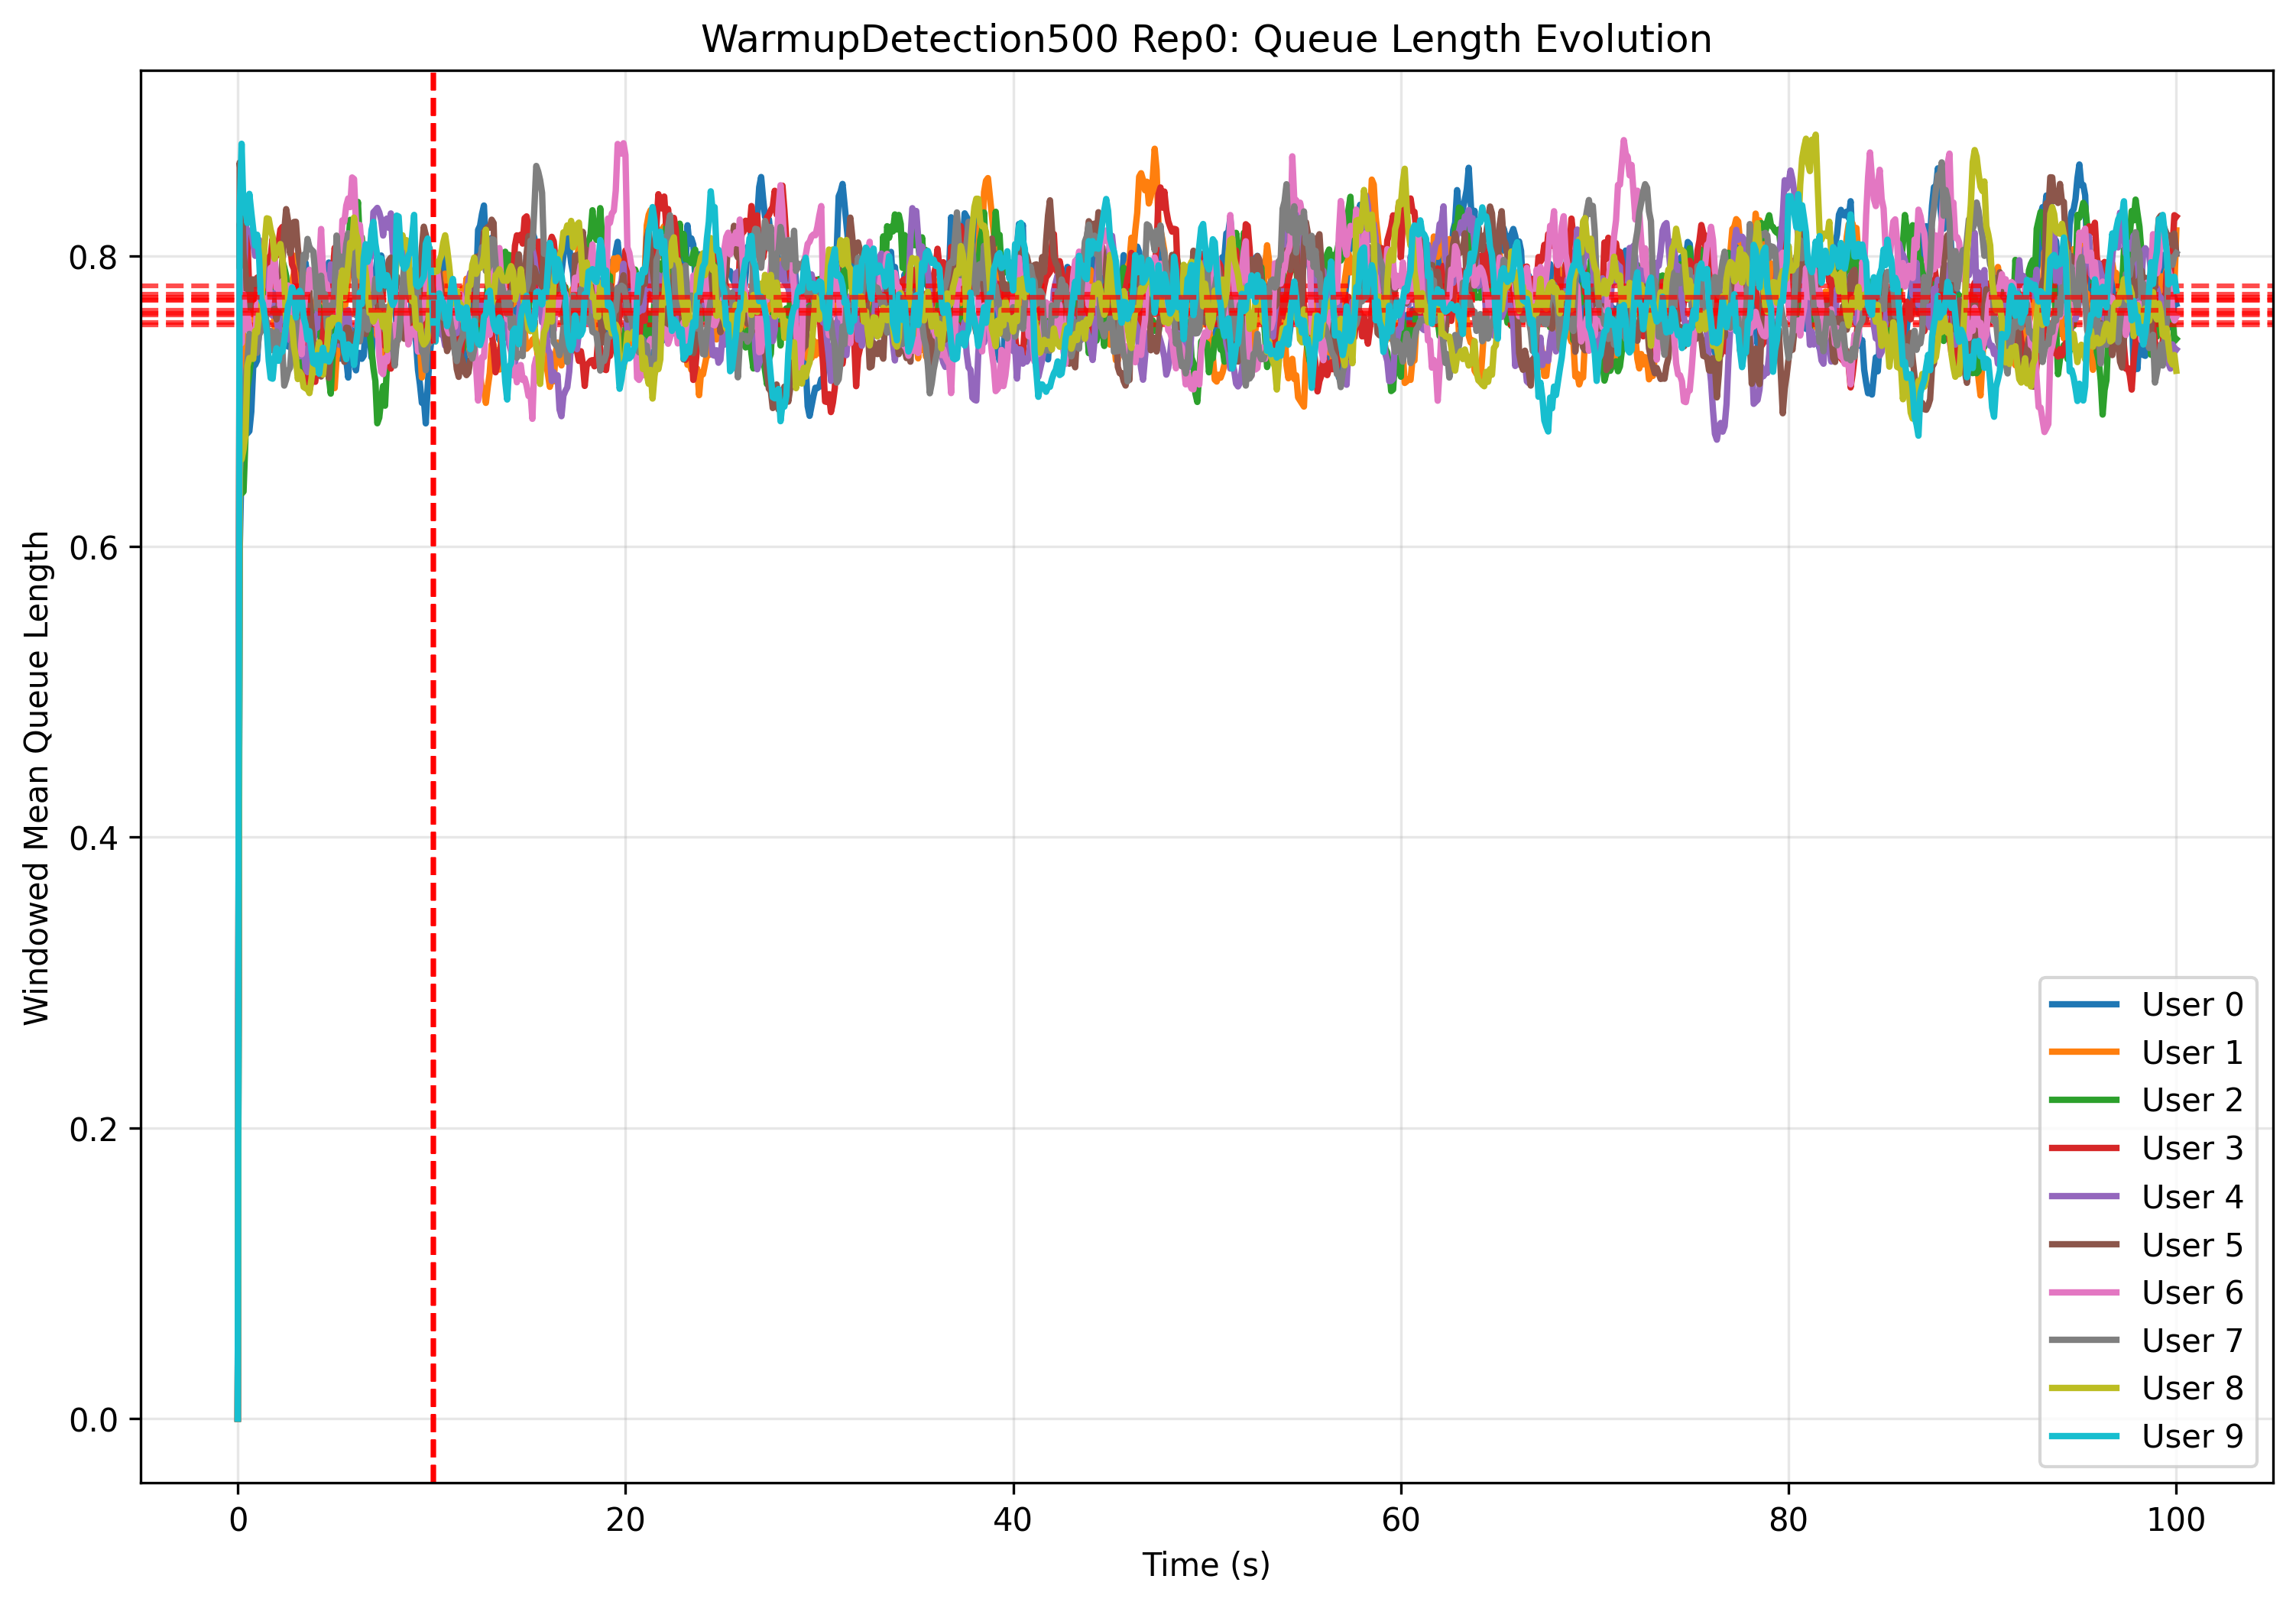 WarmupDetection500 Rep0: Queue Length Evolution
Windowed Mean Queue Length
0.8
0.6
0.4
0.2
0.0
0
20
40
60
80
100
Time (s)
User 0
User 1
User 2
User 3
User 4
User 5
User 6
User 7
User 8
User 9